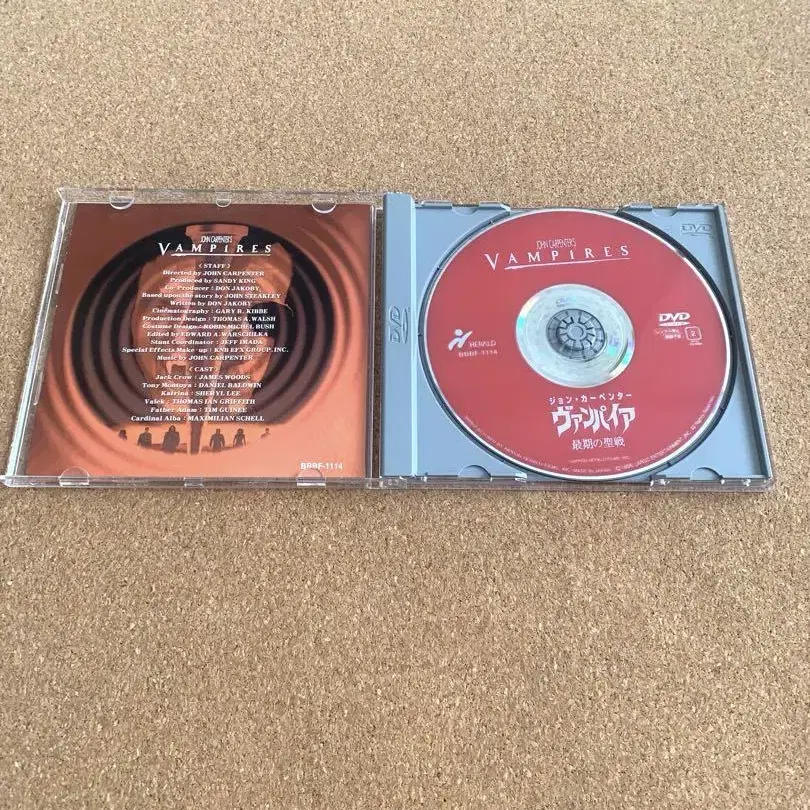 JOHN CARPENTER'S
VAMPIRES
〈STAFF〉
Directed by JOHN CARPENTER
Produced by SANDY KING
Co-Producer : DON JAKOBY
Based upon the story by JOHN STEAKLEY
Written by DON JAKOBY
Cinematography : GARY B. KIBBE
Production Design : THOMAS A. WALSH
Costume Design : ROBIN MICHEL BUSH
Edited by EDWARD A. WARSCHILKA
Stunt Coordinator : JEFF IMADA
Special Effects Make-up : KNB EFX GROUP, INC.
Music by JOHN CARPENTER
〈CAST〉
Jack Crow : JAMES WOODS
Tony Montoya : DANIEL BALDWIN
Katrina : SHERYL LEE
Valek : THOMAS IAN GRIFFITH
Father Adam : TIM GUINEE
Cardinal Alba : MAXIMILIAN SCHELL
BBBF-1114
DVD
DVD
JOHN CARPENTER'S
VAMPIRES
HERALD
BBBF-1114
DVD
2
ジョン・カーペンター
ヴァンパイア
最期の聖戦